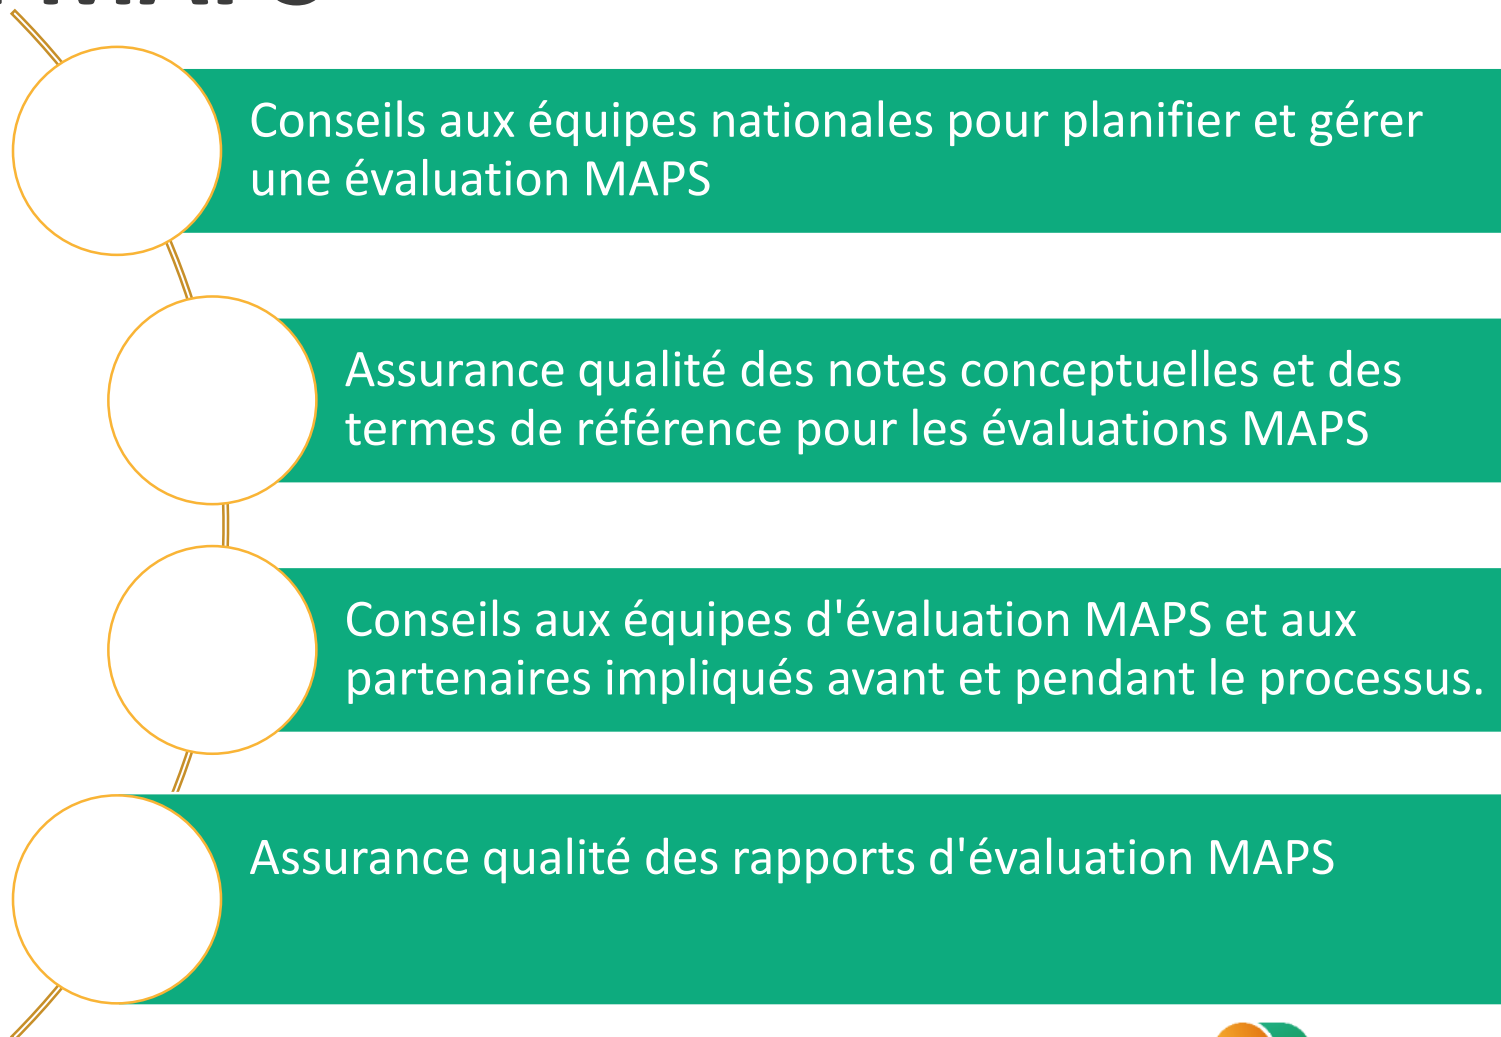 MAPS
Conseils aux équipes nationales pour planifier et gérer
une évaluation MAPS
Assurance qualité des notes conceptuelles et des
termes de référence pour les évaluations MAPS
Conseils aux équipes d'évaluation MAPS et aux
partenaires impliqués avant et pendant le processus.
Assurance qualité des rapports d'évaluation MAPS